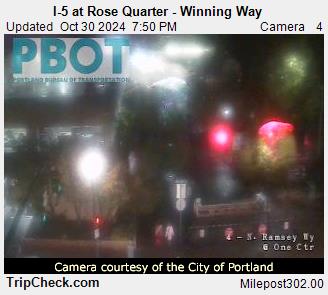 I-5 at Rose Quarter - Winning Way
Updated Oct 30 2024 7:50 PM Camera 4
PBOT
PORTLAND BUREAU OF TRANSPORTATION
4 - N. Ramsey Wy
@ One Ctr
Camera courtesy of the City of Portland
TripCheck.com Milepost302.00